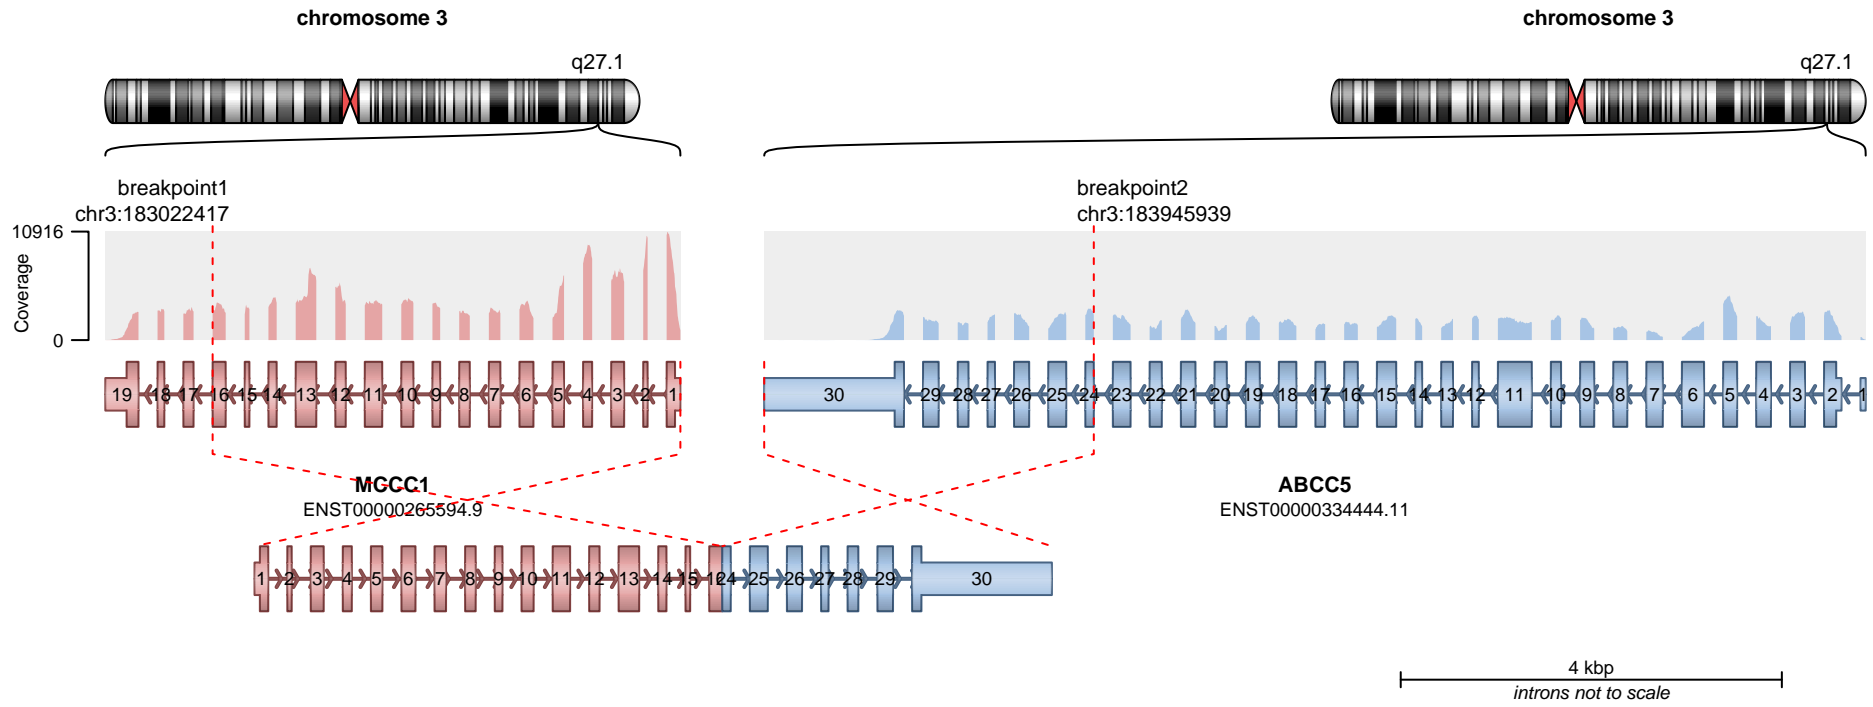 chromosome 3
chromosome 3
q27.1
q27.1
breakpoint1
chr3:183022417
breakpoint2
chr3:183945939
10916
Coverage
0
19 18 17 16 15 14 13 12 11 10 9 8 7 6 5 4 3 2 1
30 29 28 27 26 25 24 23 22 21 20 19 18 17 16 15 14 13 12 11 10 9 8 7 6 5 4 3 2 1
MCCC1
ENST00000265594.9
ABCC5
ENST00000334444.11
1 2 3 4 5 6 7 8 9 10 11 12 13 14 15 16 24 25 26 27 28 29 30
4 kbp
introns not to scale